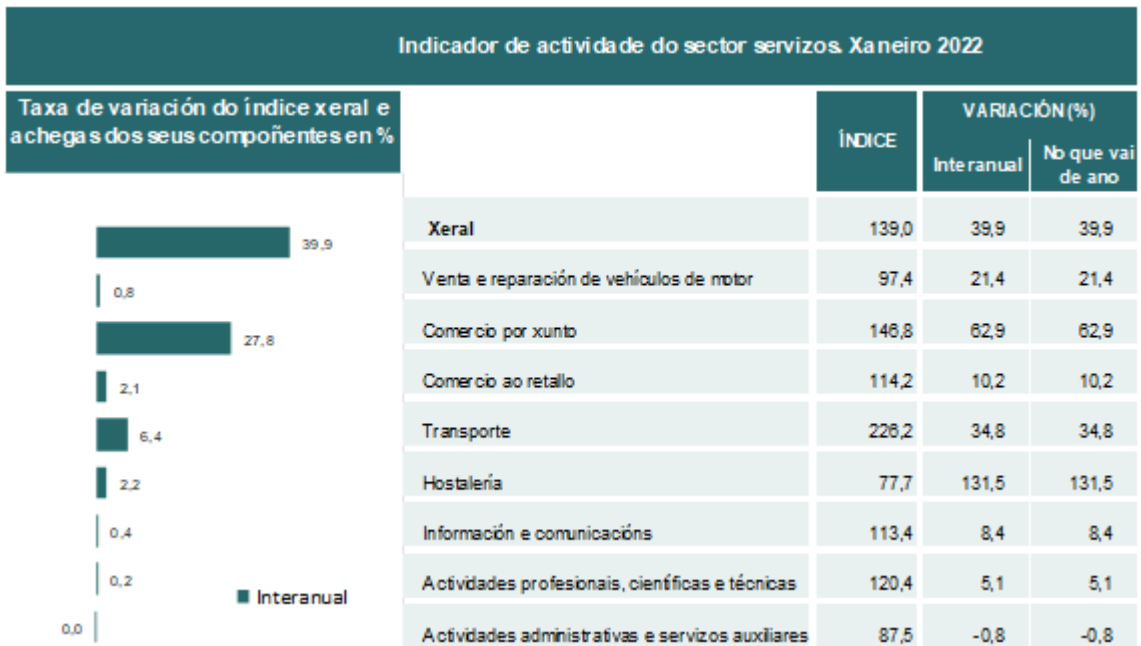 Indicador de actividade do sector servizos. Xaneiro 2022
Taxa de variación do índice xeral e
achegas dos seus compoñentes en %
ÍNDICE
VARIACIÓN (%)
Interanual
No que vai
de ano
39,9
Xeral 139,0 39,9 39,9
0,8
Venta e reparación de vehículos de motor 97,4 21,4 21,4
27,8
Comercio por xunto 146,8 62,9 62,9
2,1
Comercio ao retallo 114,2 10,2 10,2
6,4
Transporte 226,2 34,8 34,8
2,2
Hostalería 77,7 131,5 131,5
0,4
Información e comunicacións 113,4 8,4 8,4
0,2
Actividades profesionais, científicas e técnicas 120,4 5,1 5,1
Interanual
0,0
Actividades administrativas e servizos auxiliares 87,5 -0,8 -0,8